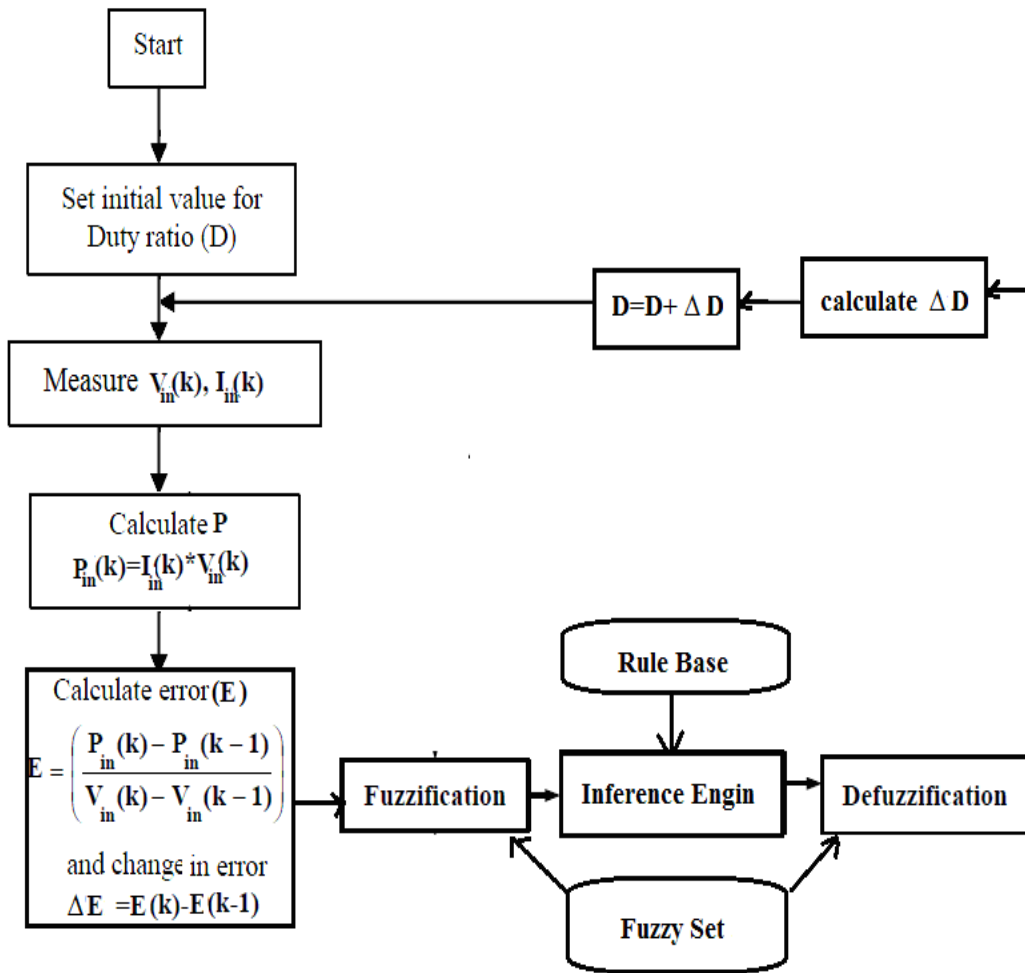 Start
Set initial value for
Duty ratio (D)
D=D+ Δ D
calculate Δ D
Measure V_in(k), I_in(k)
Calculate P
P_in(k)=I_in(k)*V_in(k)
Calculate error(E)
E = ( (P_in(k) − P_in(k − 1)) / (V_in(k) − V_in(k − 1)) )
and change in error
ΔE =E(k)-E(k-1)
Rule Base
Fuzzification
Inference Engin
Defuzzification
Fuzzy Set